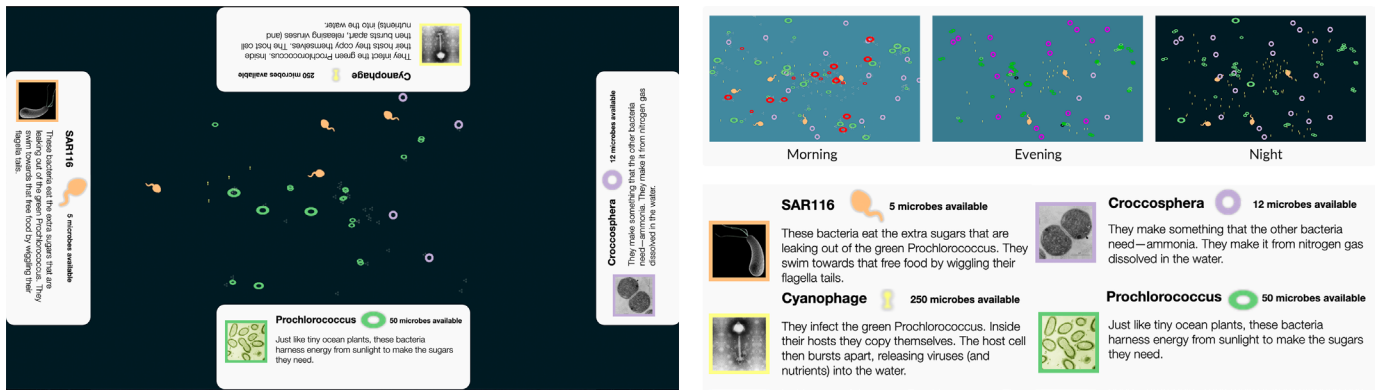 They infect the green Prochlorococcus. Inside
their hosts they copy themselves. The host cell
then bursts apart, releasing viruses (and
nutrients) into the water.
Cyanophage
250 microbes available
SAR116
5 microbes available
These bacteria eat the extra sugars that are
leaking out of the green Prochlorococcus. They
swim towards that free food by wiggling their
flagella tails.
Croccosphera
12 microbes available
They make something that the other bacteria
need—ammonia. They make it from nitrogen gas
dissolved in the water.
Prochlorococcus
50 microbes available
Just like tiny ocean plants, these bacteria
harness energy from sunlight to make the sugars
they need.
Morning
Evening
Night
SAR116
5 microbes available
These bacteria eat the extra sugars that are
leaking out of the green Prochlorococcus. They
swim towards that free food by wiggling their
flagella tails.
Croccosphera
12 microbes available
They make something that the other bacteria
need—ammonia. They make it from nitrogen gas
dissolved in the water.
Cyanophage
250 microbes available
They infect the green Prochlorococcus. Inside
their hosts they copy themselves. The host cell
then bursts apart, releasing viruses (and
nutrients) into the water.
Prochlorococcus
50 microbes available
Just like tiny ocean plants, these bacteria
harness energy from sunlight to make the sugars
they need.